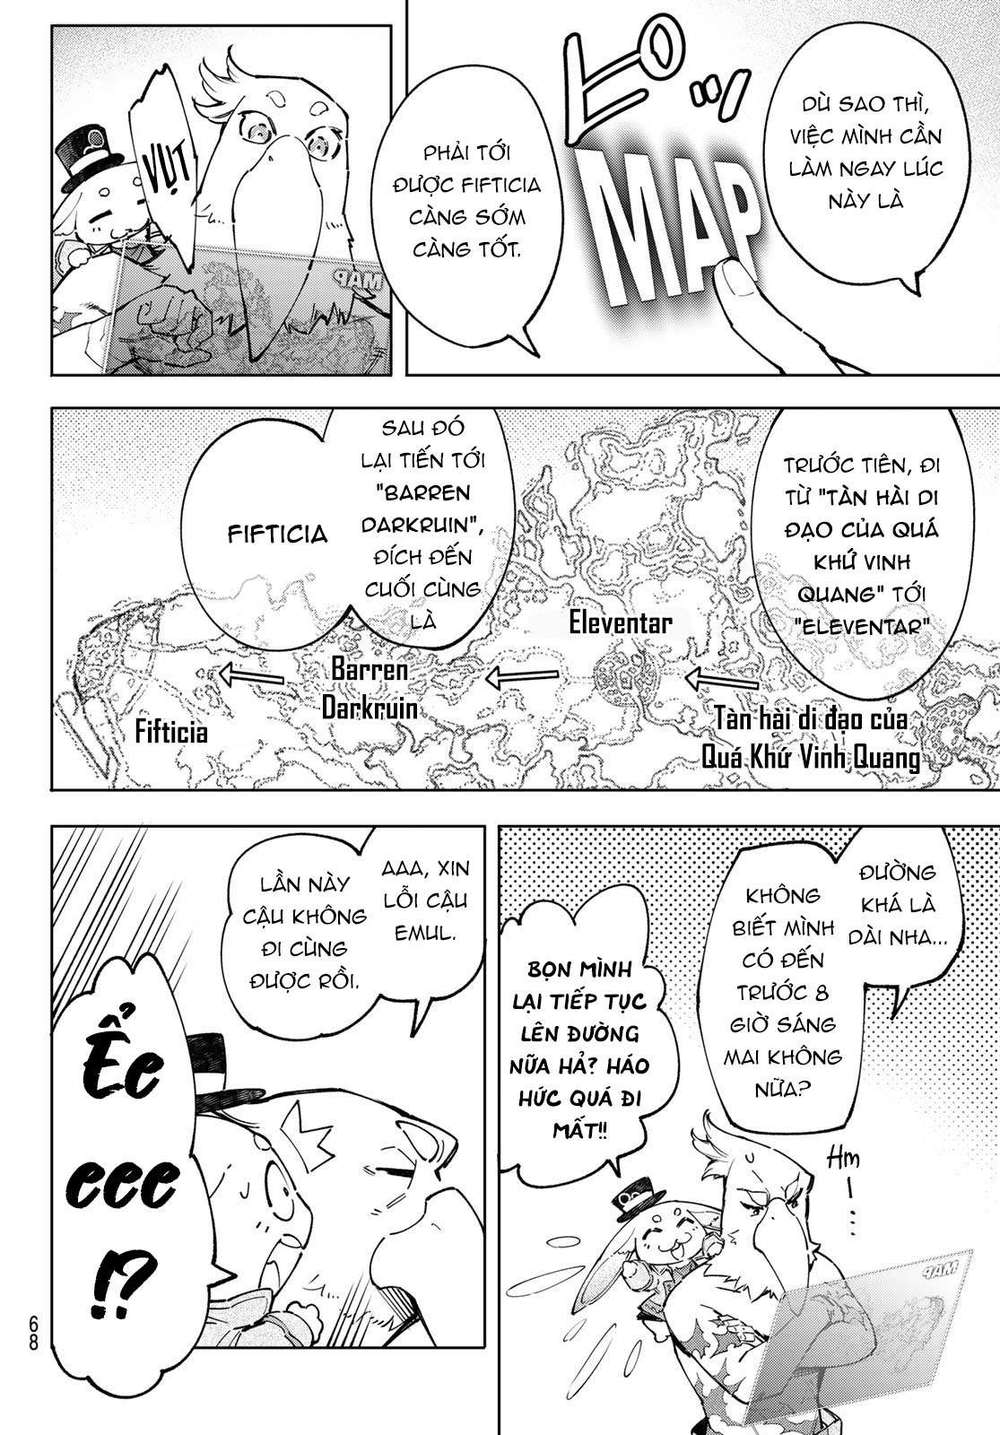 DÙ SAO THÌ,
VIỆC MÌNH CẦN
LÀM NGAY LÚC
NÀY LÀ
ピッ
MAP
PHẢI TỚI
ĐƯỢC FIFTICIA
CÀNG SỚM
CÀNG TỐT.
VỤT
MAP
TRƯỚC TIÊN, ĐI
TỪ "TÀN HÀI DI
ĐẠO CỦA QUÁ
KHỨ VINH
QUANG" TỚI
"ELEVENTAR"
SAU ĐÓ
LẠI TIẾN TỚI
"BARREN
DARKRUIN",
ĐÍCH ĐẾN
CUỐI CÙNG
LÀ
FIFTICIA
Eleventar
Barren
Darkruin
Fifticia
Tàn hài di đạo của
Quá Khứ Vinh Quang
ĐƯỜNG
KHÁ LÀ
DÀI NHA...
KHÔNG
BIẾT MÌNH
CÓ ĐẾN
TRƯỚC 8
GIỜ SÁNG
MAI KHÔNG
NỮA?
BỌN MÌNH
LẠI TIẾP TỤC
LÊN ĐƯỜNG
NỮA HẢ? HÁO
HỨC QUÁ ĐI
MẤT!!
Hm
MAP
AAA, XIN
LỖI CẬU
EMUL.
LẦN NÀY
CẬU KHÔNG
ĐI CÙNG
ĐƯỢC RỒI.
Ểe
eee
!?
68